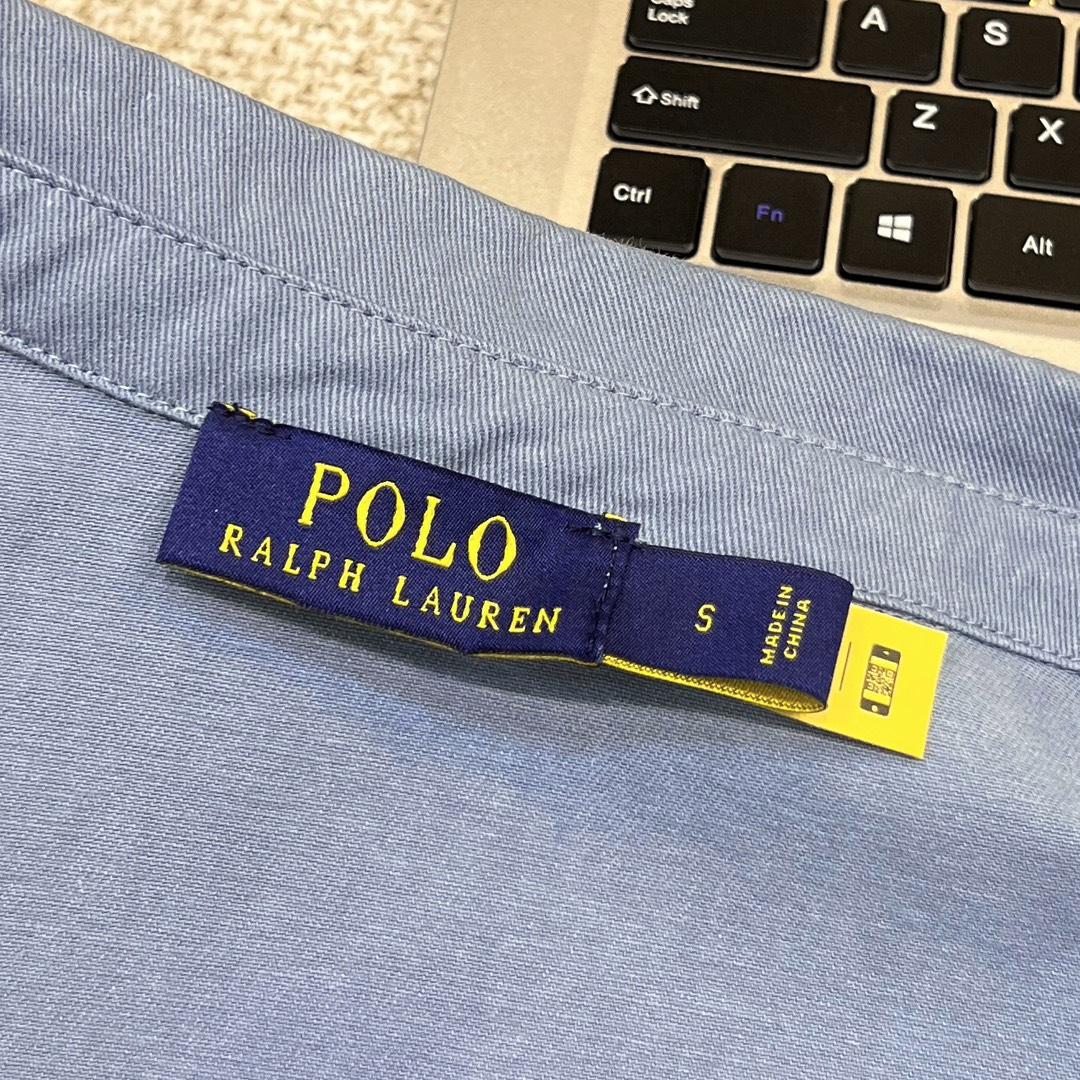 Caps
Lock
A
S
Shift
Z
X
Ctrl
Fn
Alt
POLO
RALPH LAUREN
S
MADE IN
CHINA